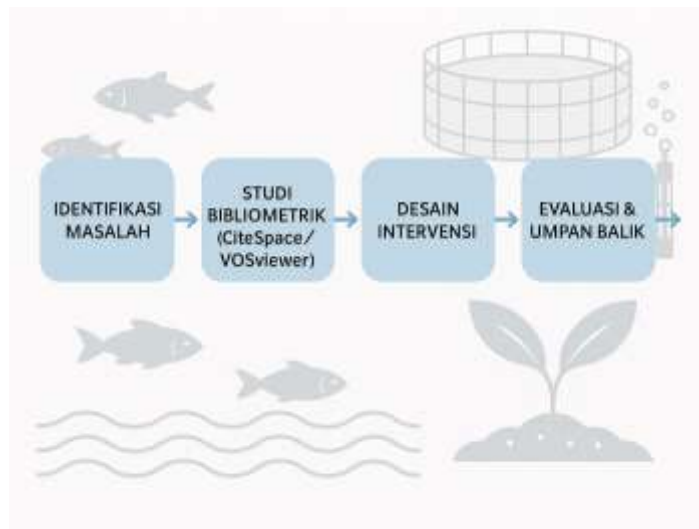 IDENTIFIKASI
MASALAH
STUDI
BIBLIOMETRIK
(CiteSpace/
VOSviewer)
DESAIN
INTERVENSI
EVALUASI &
UMPAN BALIK